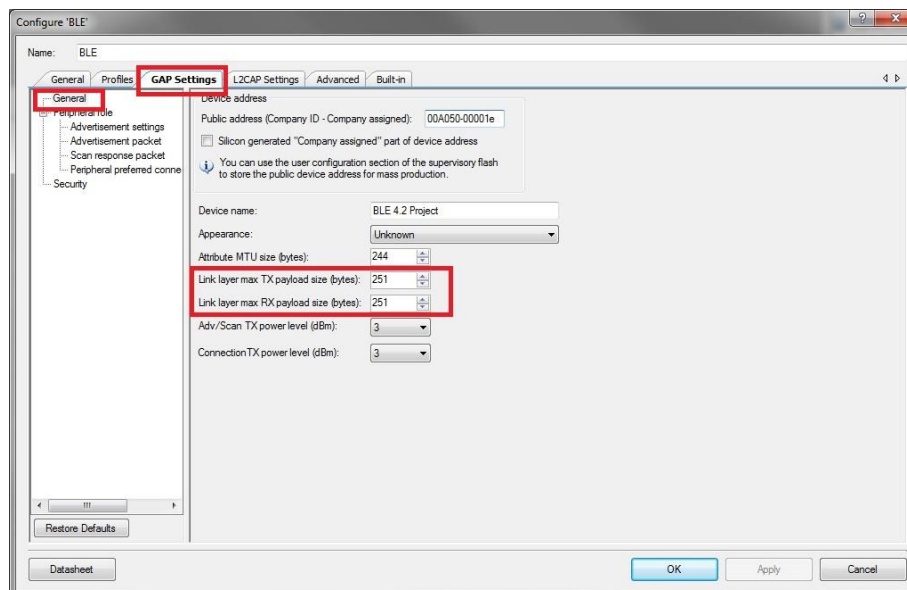 Configure 'BLE'
Name: BLE
General Profiles GAP Settings L2CAP Settings Advanced Built-in
General
Peripheral role
Advertisement settings
Advertisement packet
Scan response packet
Peripheral preferred conne
Security
Restore Defaults
Device address
Public address (Company ID - Company assigned): 00A050-00001e
Silicon generated "Company assigned" part of device address
You can use the user configuration section of the supervisory flash
to store the public device address for mass production.
Device name: BLE 4.2 Project
Appearance: Unknown
Attribute MTU size (bytes): 244
Link layer max TX payload size (bytes): 251
Link layer max RX payload size (bytes): 251
Adv/Scan TX power level (dBm): 3
Connection TX power level (dBm): 3
Datasheet OK Apply Cancel